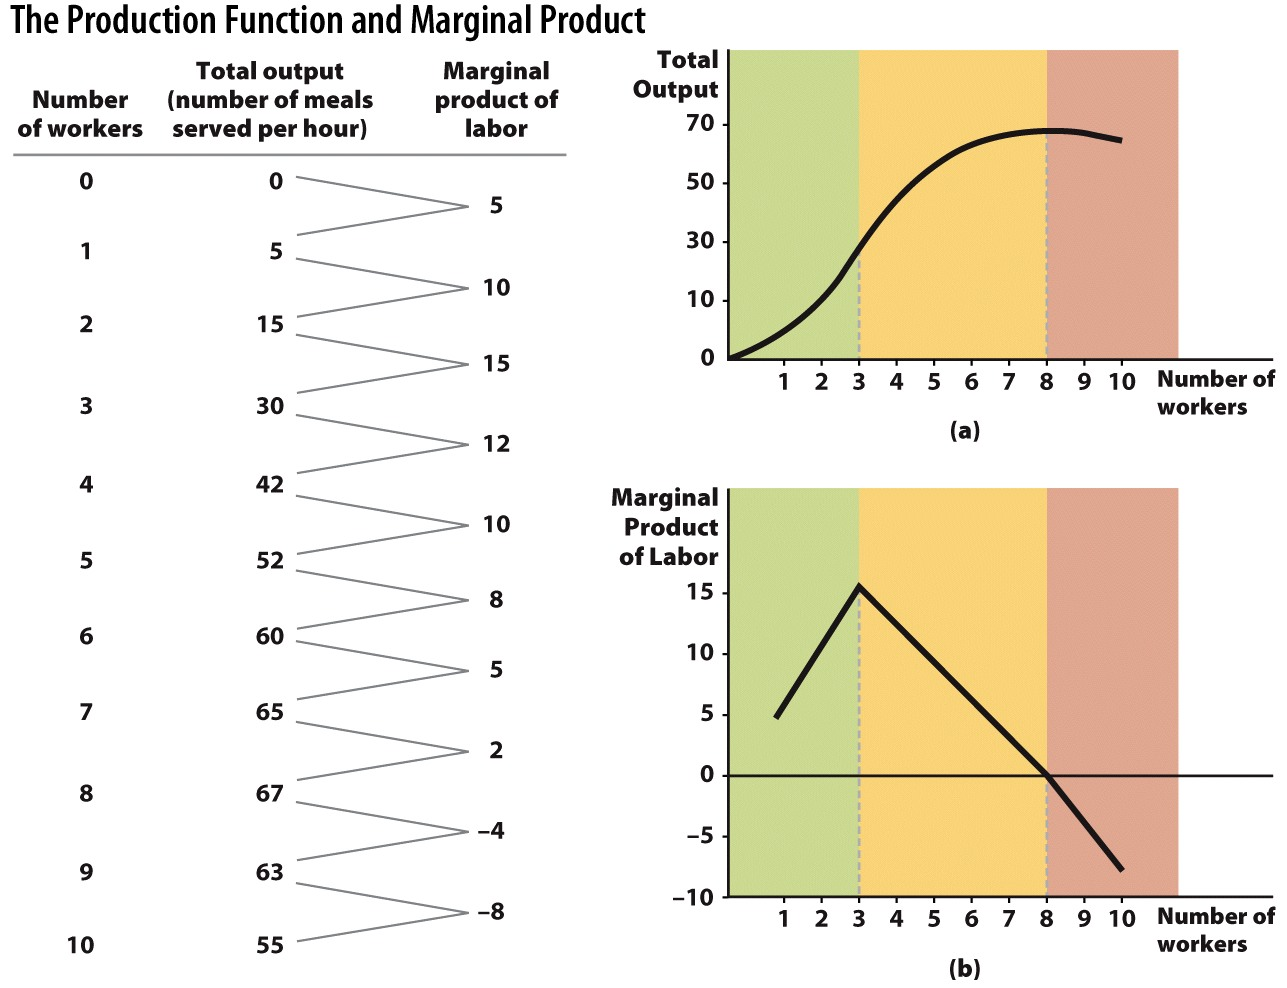 The Production Function and Marginal Product
Number
of workers
Total output
(number of meals
served per hour)
Marginal
product of
labor
0 0
5
1 5
10
2 15
15
3 30
12
4 42
10
5 52
8
6 60
5
7 65
2
8 67
–4
9 63
–8
10 55
Total
Output
70
50
30
10
0
1 2 3 4 5 6 7 8 9 10
Number of
workers
(a)
Marginal
Product
of Labor
15
10
5
0
–5
–10
1 2 3 4 5 6 7 8 9 10
Number of
workers
(b)